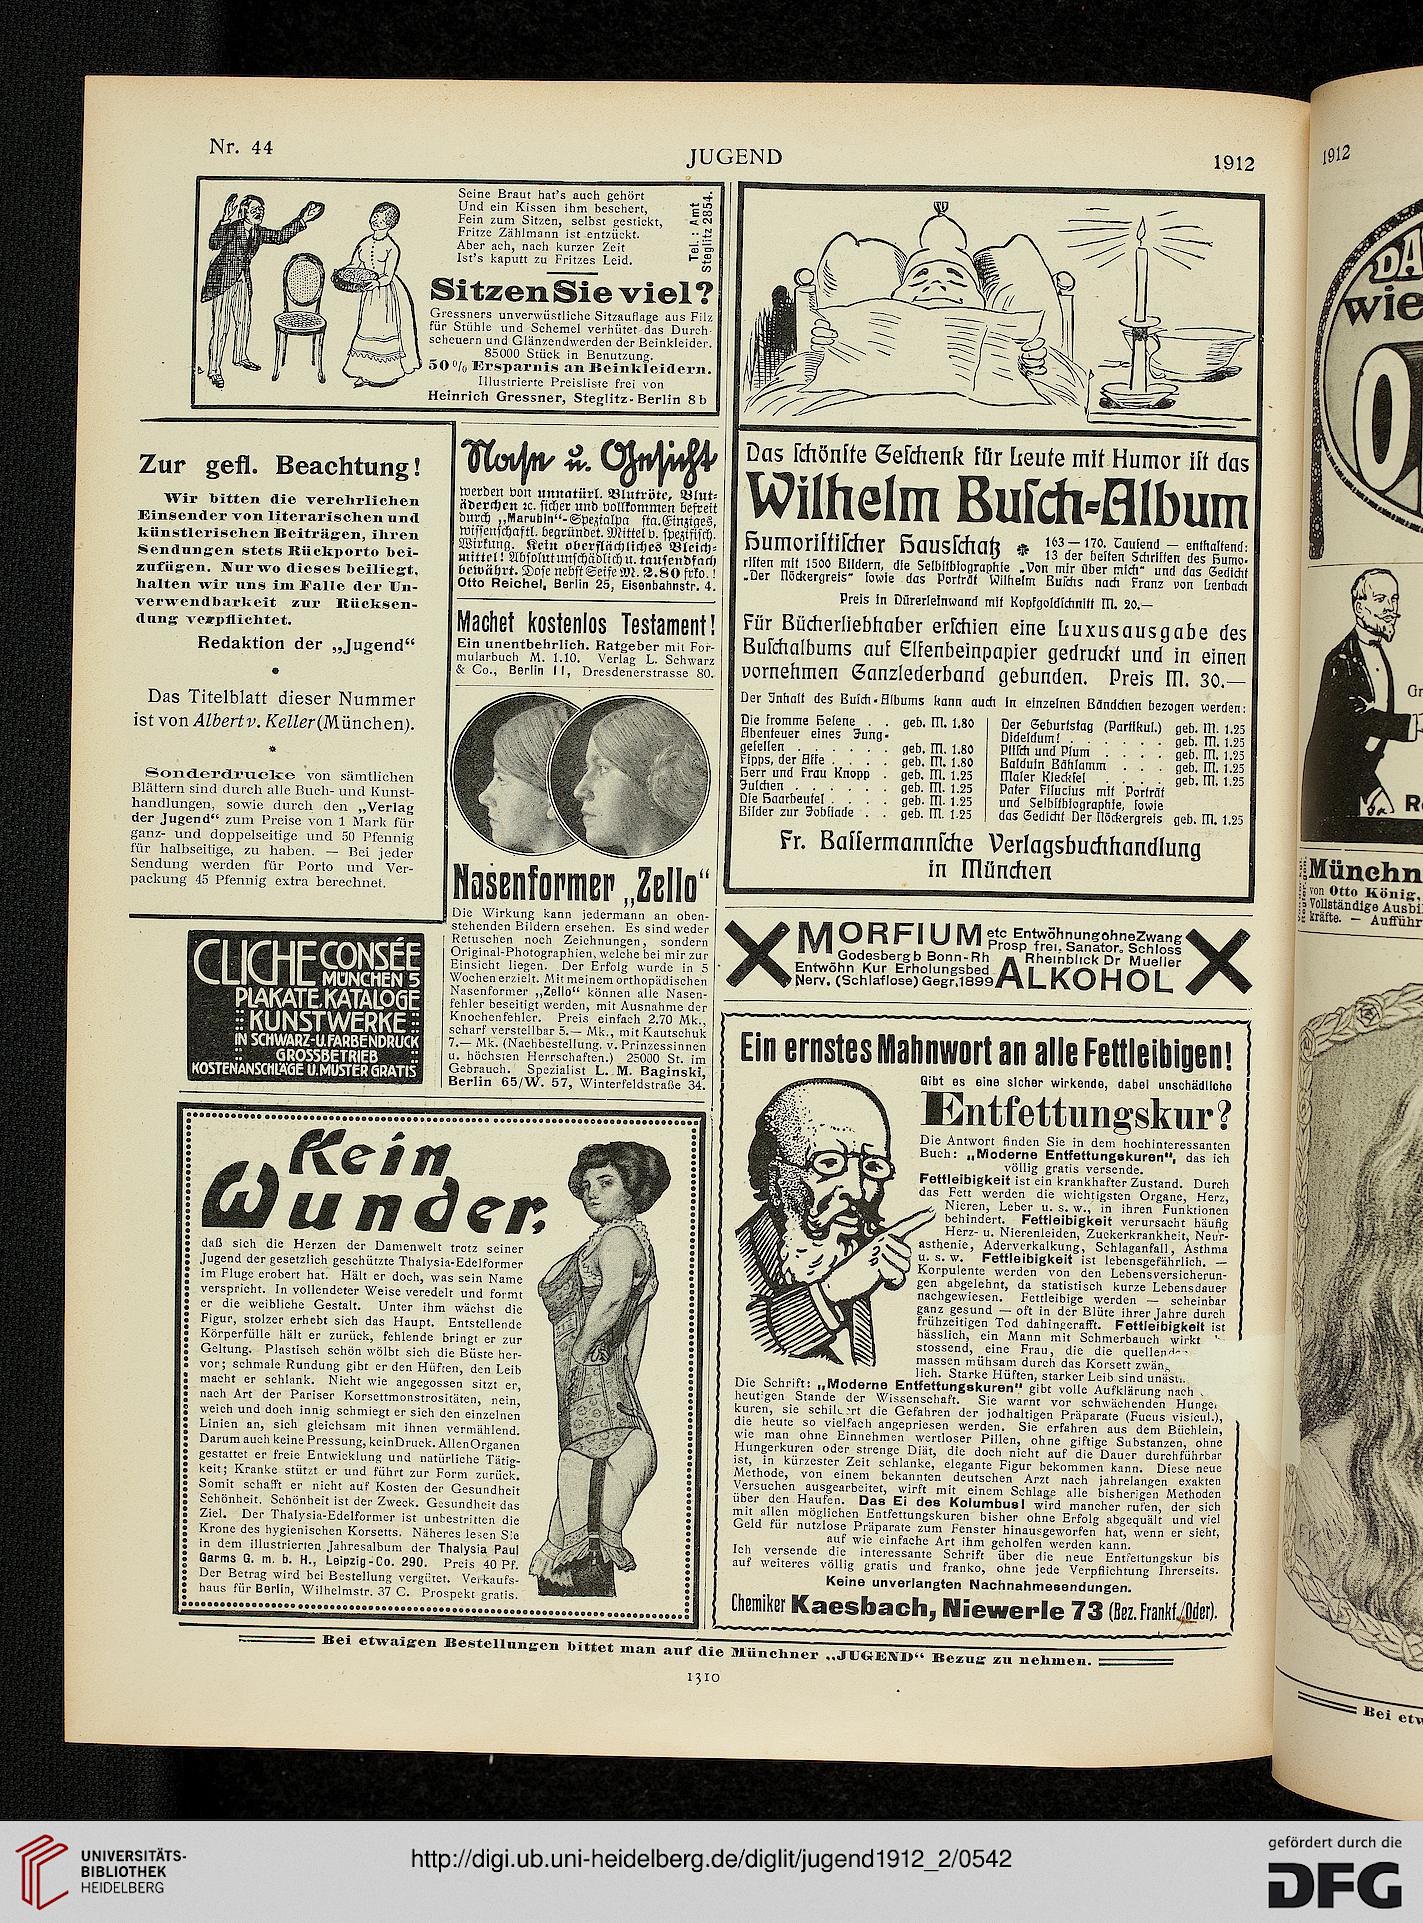 Nr. 44
JUGEND
1912
Seine Braut hat's auch gehört
Und ein Kissen ihm beschert,
Fein zum Sitzen, selbst gestickt,
Fritze Zählmann ist entzückt.
Aber ach, nach kurzer Zeit
Ist's kaputt zu Fritzes Leid.
Tel.: Amt
Steglitz 2854.
Sitzen Sie viel?
Gressners unverwüstliche Sitzauflage aus Filz
für Stühle und Schemel verhütet das Durch-
scheuern und Glänzendwerden der Beinkleider.
85000 Stück in Benutzung.
50% Ersparnis an Beinkleidern.
Illustrierte Preisliste frei von
Heinrich Gressner, Steglitz-Berlin 8b
Zur gefl. Beachtung!
Wir bitten die verehrlichen
Einsender von literarischen und
künstlerischen Beiträgen, ihren
Sendungen stets Rückporto bei-
zufügen. Nur wo dieses beiliegt,
halten wir uns im Falle der Un-
verwendbarkeit zur Rücksen-
dung verpflichtet.
Redaktion der „Jugend“
Das Titelblatt dieser Nummer
ist von Albert v. Keller (München).
Sonderdrucke von sämtlichen
Blättern sind durch alle Buch- und Kunst-
handlungen, sowie durch den „Verlag
der Jugend“ zum Preise von 1 Mark für
ganz- und doppelseitige und 50 Pfennig
für halbseitige, zu haben. — Bei jeder
Sendung werden für Porto und Ver-
packung 45 Pfennig extra berechnet.
CLICHE CONSÉE
MÜNCHEN 5
PLAKATE, KATALOGE
:: KUNSTWERKE ::
IN SCHWARZ-U. FARBENDRUCK
:: GROSSBETRIEB ::
KOSTENANSCHLÄGE U. MUSTER GRATIS
Nase u. Gesicht
werden von unnatürl. Blutröte, Blut-
äderchen ꝛc. sicher und vollkommen befreit
durch „Marubin“-Spezialpa sta. Einziges,
wissenschaftl. begründet. Mittel v. spezifisch.
Wirkung. Kein oberflächliches Bleich-
mittel! Absolut unschädlich u. tausendfach
bewährt. Dose nebst Seife M. 2.80 frko.!
Otto Reichel, Berlin 25, Eisenbahnstr. 4.
Machet kostenlos Testament!
Ein unentbehrlich. Ratgeber mit For-
mularbuch M. 1.10. Verlag L. Schwarz
& Co., Berlin 11, Dresdenerstrasse 80.
Nasenformer „Zello“
Die Wirkung kann jedermann an oben-
stehenden Bildern ersehen. Es sind weder
Retuschen noch Zeichnungen, sondern
Original-Photographien, welche bei mir zur
Einsicht liegen. Der Erfolg wurde in 5
Wochen erzielt. Mit meinem orthopädischen
Nasenformer „Zello“ können alle Nasen-
fehler beseitigt werden, mit Ausnahme der
Knochenfehler. Preis einfach 2.70 Mk.,
scharf verstellbar 5.— Mk., mit Kautschuk
7.— Mk. (Nachbestellung. v. Prinzessinnen
u. höchsten Herrschaften.) 25000 St. im
Gebrauch. Spezialist L. M. Baginski,
Berlin 65/W. 57, Winterfeldstraße 34.
Das schönste Geschenk für Leute mit Humor ist das
Wilhelm Busch-Album
Humoristischer Hausschatz
163—170. Tausend — enthaltend:
13 der besten Schriften des Humo-
risten mit 1500 Bildern, die Selbstbiographie „Von mir über mich“ und das Gedicht
„Der Nöckergreis“ sowie das Porträt Wilhelm Buschs nach Franz von Lenbach
Preis in Dürerleinwand mit Kopfgoldschnitt M. 20.—
Für Bücherliebhaber erschien eine Luxusausgabe des
Buschalbums auf Elfenbeinpapier gedruckt und in einen
vornehmen Ganzlederband gebunden. Preis M. 30.—
Der Inhalt des Busch-Albums kann auch in einzelnen Bändchen bezogen werden:
Die fromme Helene . . geb. M. 1.80
Abenteuer eines Jung-
gesellen . . . . . . geb. M. 1.80
Fipps, der Affe . . . . geb. M. 1.80
Herr und Frau Knopp . geb. M. 1.25
Julchen . . . . . . . geb. M. 1.25
Die Haarbeutel . . . . geb. M. 1.25
Bilder zur Jobsiade . . geb. M. 1.25
Der Geburtstag (Partikul.) geb. M. 1.25
Dideldum! . . . . . . geb. M. 1.25
Plisch und Plum . . . . geb. M. 1.25
Balduin Bählamm . . . geb. M. 1.25
Maler Klecksel . . . . geb. M. 1.25
Pater Filucius mit Porträt
und Selbstbiographie, sowie
das Gedicht Der Nöckergreis geb. M. 1.25
Fr. Bassermannsche Verlagsbuchhandlung
in München
MORFIUM etc Entwöhnung ohne Zwang
Prosp frei. Sanator. Schloss
Godesberg b Bonn-Rh Rheinblick Dr Mueller
Entwöhn Kur Erholungsbed
Nerv. (Schlaflose) Gegr. 1899 ALKOHOL
Ein ernstes Mahnwort an alle Fettleibigen!
Gibt es eine sicher wirkende, dabei unschädliche
Entfettungskur?
Die Antwort finden Sie in dem hochinteressanten
Buch: „Moderne Entfettungskuren“, das ich
völlig gratis versende.
Fettleibigkeit ist ein krankhafter Zustand. Durch
das Fett werden die wichtigsten Organe, Herz,
Nieren, Leber u. s. w., in ihren Funktionen
behindert. Fettleibigkeit verursacht häufig
Herz- u. Nierenleiden, Zuckerkrankheit, Neur-
asthenie, Aderverkalkung, Schlaganfall, Asthma
u. s. w. Fettleibigkeit ist lebensgefährlich. —
Korpulente werden von den Lebensversicherun-
gen abgelehnt, da statistisch kurze Lebensdauer
nachgewiesen. Fettleibige werden — scheinbar
ganz gesund — oft in der Blüte ihrer Jahre durch
frühzeitigen Tod dahingerafft. Fettleibigkeit ist
hässlich, ein Mann mit Schmerbauch wirkt
stossend, eine Frau, die die
massen mühsam durch das Korsett
lich. Starke Hüften, starker Leib sind
Die Schrift: „Moderne Entfettungskuren“ gibt volle Aufklärung nach
heutigen Stande der Wissenschaft. Sie warnt vor schwächenden
kuren, sie schildert die Gefahren der jodhaltigen Präparate (Fucus visicul.),
die heute so vielfach angepriesen werden. Sie erfahren aus dem Büchlein,
wie man ohne Einnehmen wertloser Pillen, ohne giftige Substanzen, ohne
Hungerkuren oder strenge Diät, die doch nicht auf die Dauer durchführbar
ist, in kürzester Zeit schlanke, elegante Figur bekommen kann. Diese neue
Methode, von einem bekannten deutschen Arzt nach jahrelangen exakten
Versuchen ausgearbeitet, wirft mit einem Schlage alle bisherigen Methoden
über den Haufen. Das Ei des Kolumbus! wird mancher rufen, der sich
mit allen möglichen Entfettungskuren bisher ohne Erfolg abgequält und viel
Geld für nutzlose Präparate zum Fenster hinausgeworfen hat, wenn er sieht,
auf wie einfache Art ihm geholfen werden kann.
Ich versende die interessante Schrift über die neue Entfettungskur bis
auf weiteres völlig gratis und franko, ohne jede Verpflichtung Ihrerseits.
Keine unverlangten Nachnahmesendungen.
Chemiker Kaesbach, Niewerle 73 (Bez. Frankf./Oder).
Kein
Wunder,
daß sich die Herzen der Damenwelt trotz seiner
Jugend der gesetzlich geschützte Thalysia-Edelformer
im Fluge erobert hat. Hält er doch, was sein Name
verspricht. In vollendeter Weise veredelt und formt
er die weibliche Gestalt. Unter ihm wächst die
Figur, stolzer erhebt sich das Haupt. Entstellende
Körperfülle hält er zurück, fehlende bringt er zur
Geltung. Plastisch schön wölbt sich die Büste her-
vor; schmale Rundung gibt er den Hüften, den Leib
macht er schlank. Nicht wie angegossen sitzt er,
nach Art der Pariser Korsettmonstrositäten, nein,
weich und doch innig schmiegt er sich den einzelnen
Linien an, sich gleichsam mit ihnen vermählend.
Darum auch keine Pressung, kein Druck. Allen Organen
gestattet er freie Entwicklung und natürliche Tätig-
keit; Kranke stützt er und führt zur Form zurück.
Somit schafft er nicht auf Kosten der Gesundheit
Schönheit. Schönheit ist der Zweck. Gesundheit das
Ziel. Der Thalysia-Edelformer ist unbestritten die
Krone des hygienischen Korsetts. Näheres lesen Sie
in dem illustrierten Jahresalbum der Thalysia Paul
Garms G. m. b. H., Leipzig-Co. 290. Preis 40 Pf.
Der Betrag wird bei Bestellung vergütet. Verkaufs-
haus für Berlin, Wilhelmstr. 37 C. Prospekt gratis.
Bei etwaigen Bestellungen bittet man auf die Münchner „JUGEND“ Bezug zu nehmen.
1310
1912
DA
wie
R
Münchn
von Otto König,
Vollständige Ausbi
kräfte. — Aufführ
Bei etw
UNIVERSITÄTS-
BIBLIOTHEK
HEIDELBERG
http://digi.ub.uni-heidelberg.de/diglit/jugend1912_2/0542
gefördert durch die
DFG